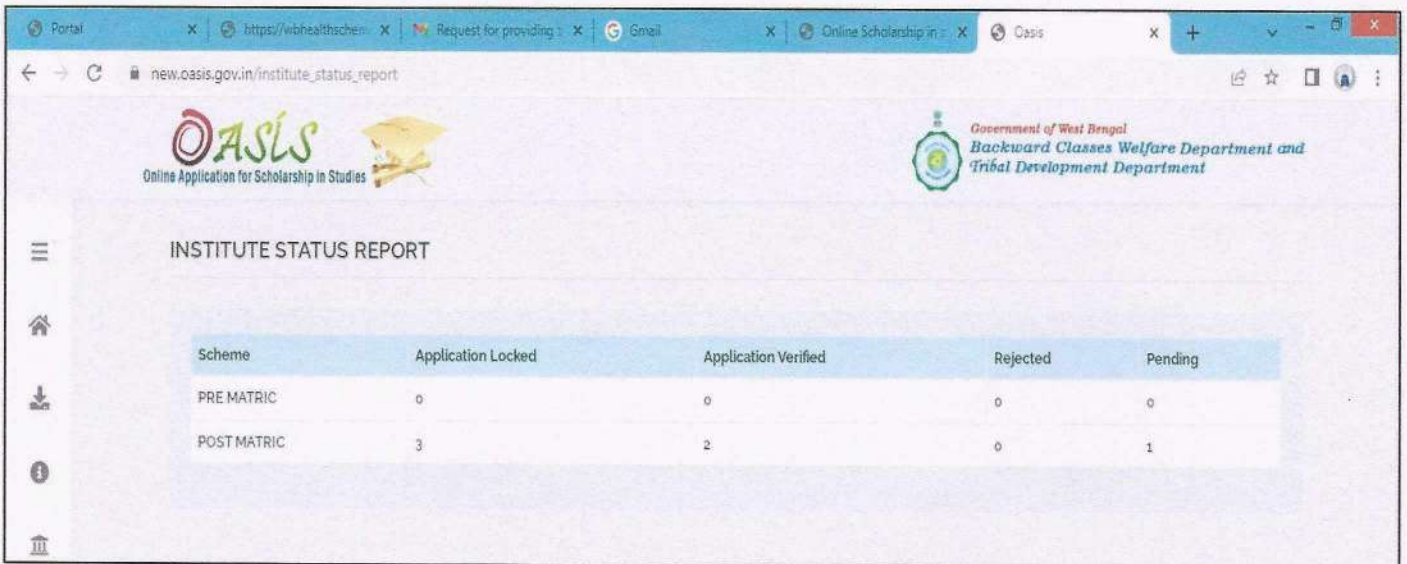 Portal
https://wbhealthschem
Request for providing
Gmail
Online Scholarship in
Oasis
new.oasis.gov.in/institute_status_report
OASIS
Online Application for Scholarship in Studies
Government of West Bengal
Backward Classes Welfare Department and
Tribal Development Department
INSTITUTE STATUS REPORT
Scheme Application Locked Application Verified Rejected Pending
PRE MATRIC 0 0 0 0
POST MATRIC 3 2 0 1